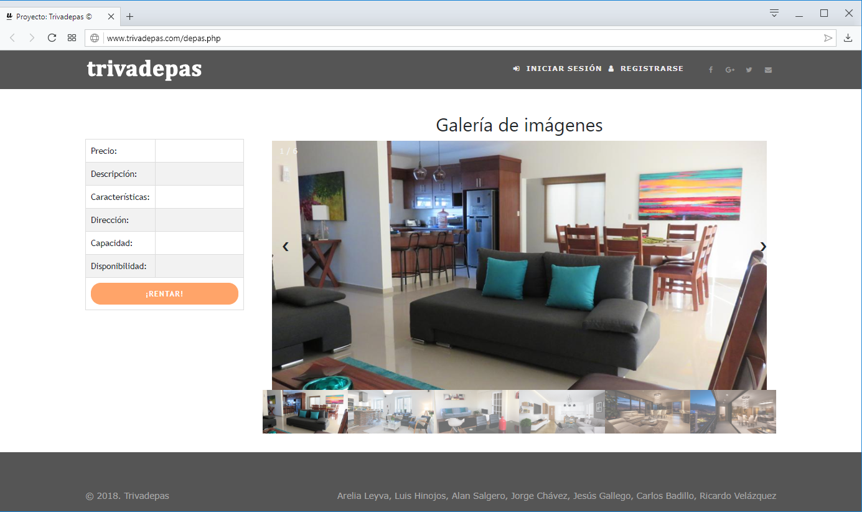 Proyecto: Trivadepas ©
www.trivadepas.com/depas.php
trivadepas
INICIAR SESIÓN REGISTRARSE
G+
Galería de imágenes
Precio:
Descripción:
Características:
Dirección:
Capacidad:
Disponibilidad:
¡RENTAR!
1 / 6
© 2018. Trivadepas
Arelia Leyva, Luis Hinojos, Alan Salgero, Jorge Chávez, Jesús Gallego, Carlos Badillo, Ricardo Velázquez